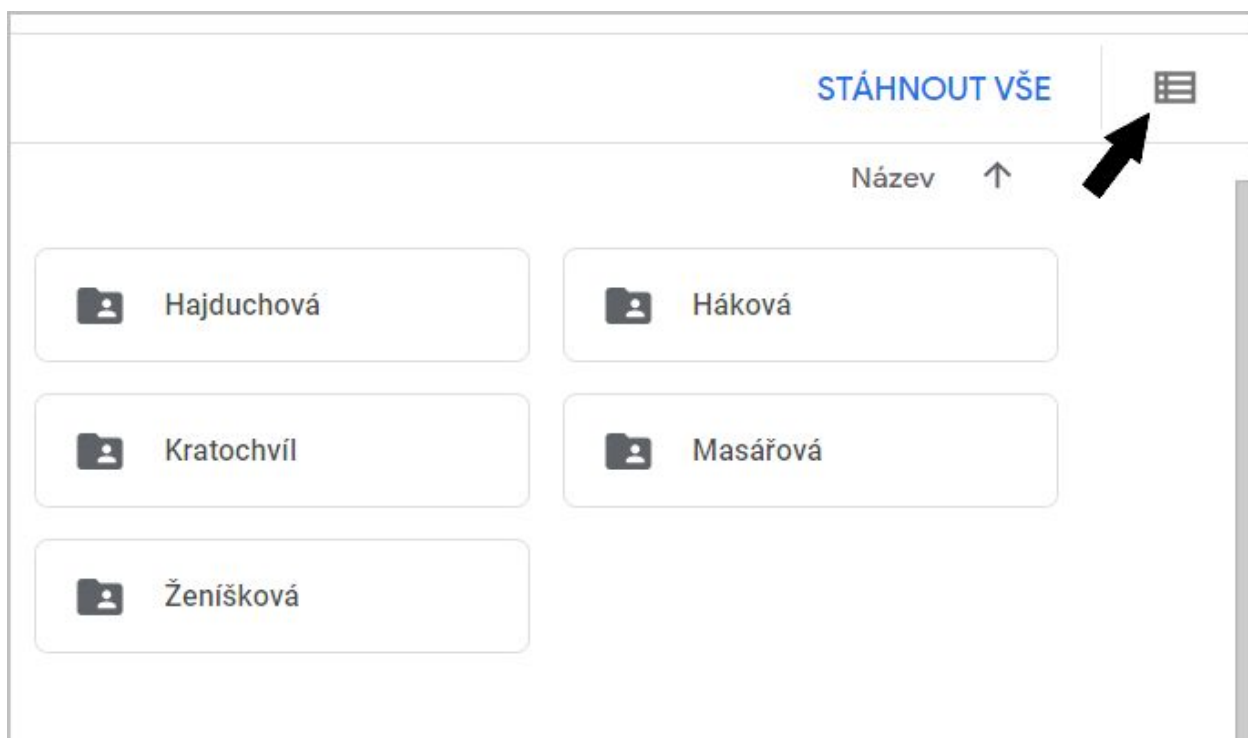 STÁHNOUT VŠE
Název
Hajduchová
Háková
Kratochvíl
Masářová
Ženíšková